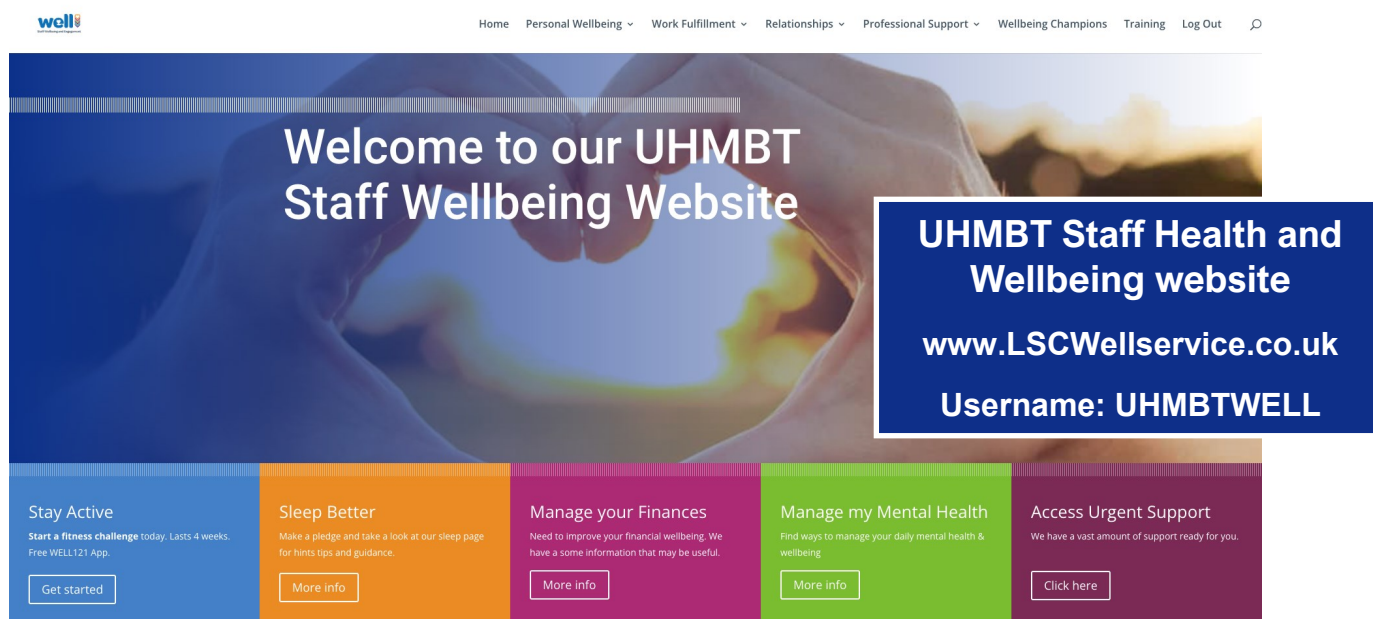 well
Staff Wellbeing and Engagement
Home Personal Wellbeing Work Fulfillment Relationships Professional Support Wellbeing Champions Training Log Out
Welcome to our UHMBT
Staff Wellbeing Website
UHMBT Staff Health and
Wellbeing website
www.LSCWellservice.co.uk
Username: UHMBTWELL
Stay Active
Start a fitness challenge today. Lasts 4 weeks.
Free WELL121 App.
Get started
Sleep Better
Make a pledge and take a look at our sleep page
for hints tips and guidance.
More info
Manage your Finances
Need to improve your financial wellbeing. We
have a some information that may be useful.
More info
Manage my Mental Health
Find ways to manage your daily mental health &
wellbeing
More info
Access Urgent Support
We have a vast amount of support ready for you.
Click here